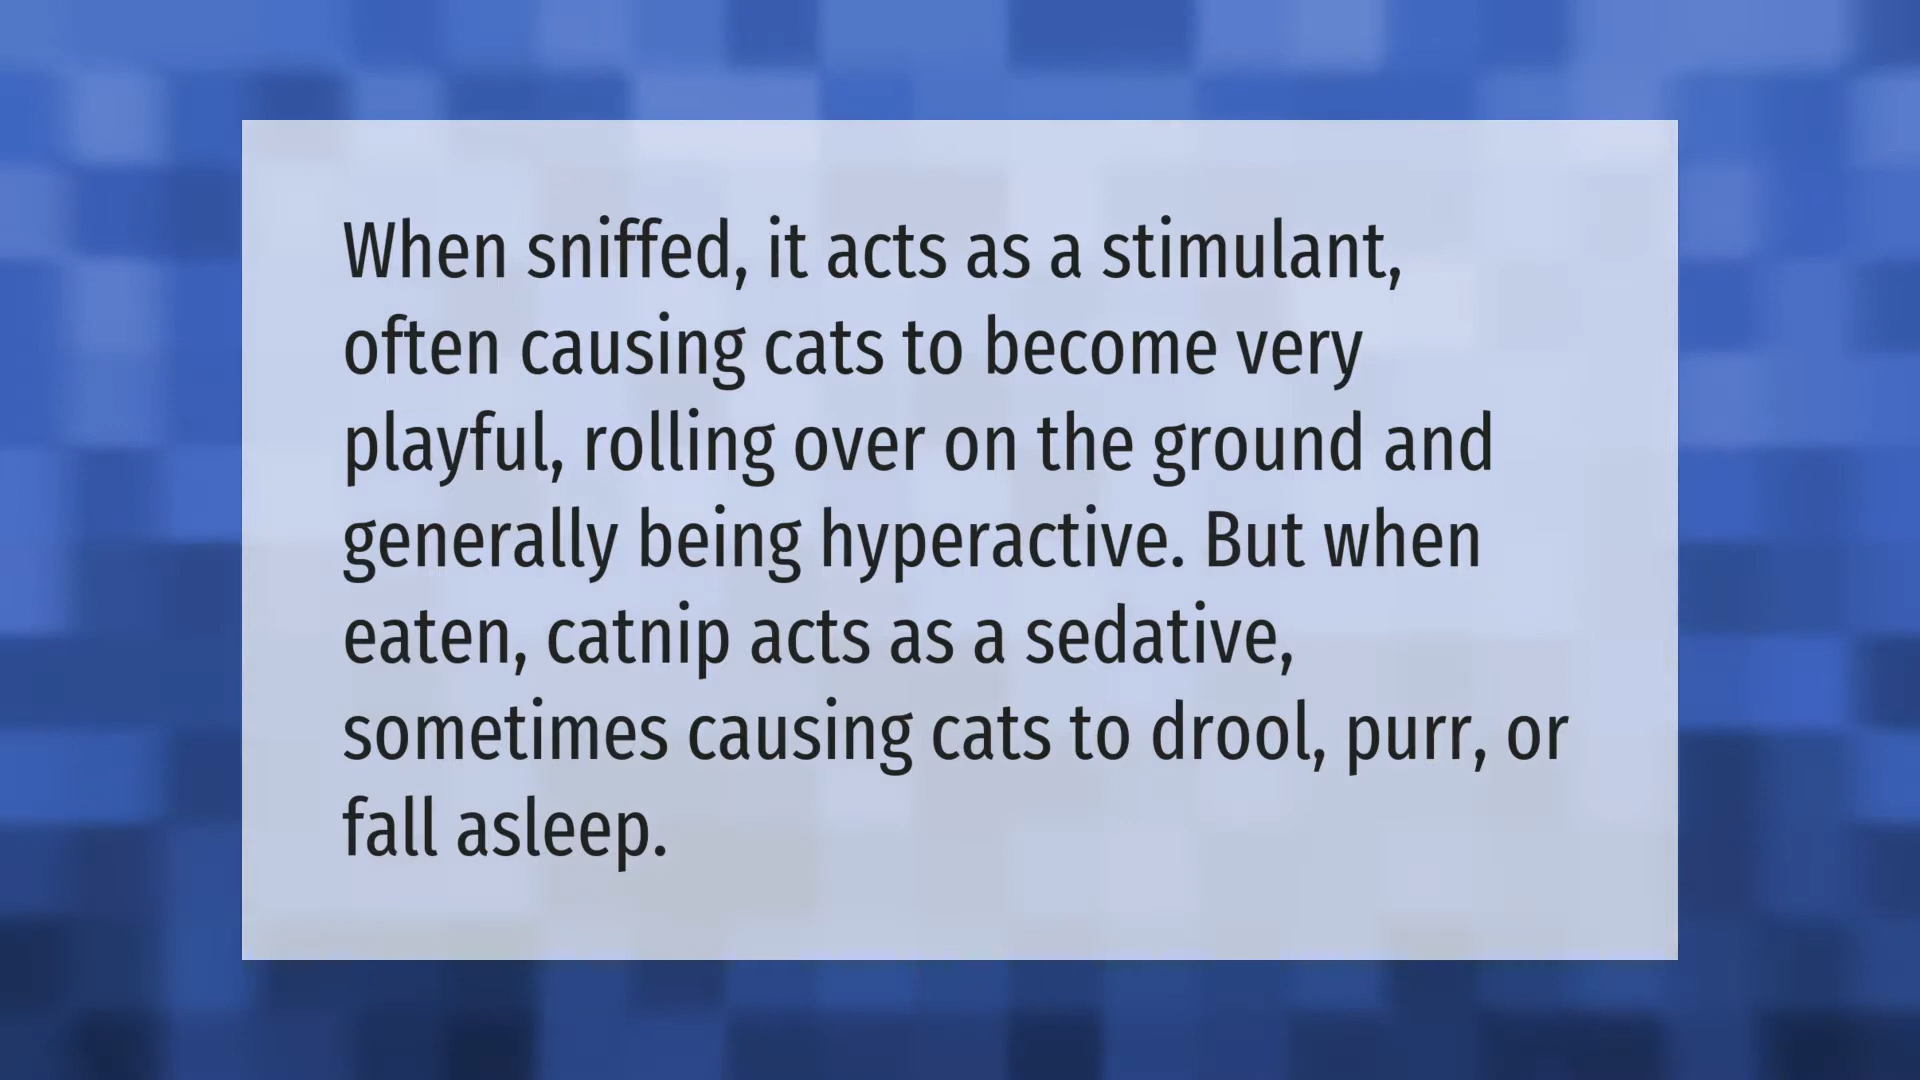 When sniffed, it acts as a stimulant,
often causing cats to become very
playful, rolling over on the ground and
generally being hyperactive. But when
eaten, catnip acts as a sedative,
sometimes causing cats to drool, purr, or
fall asleep.